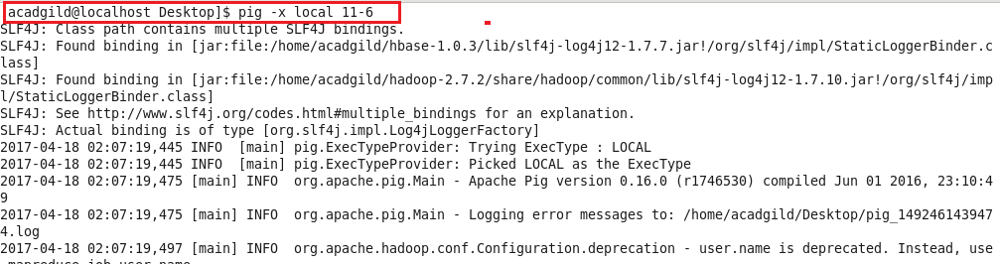 acadgild@localhost Desktop]$ pig -x local 11-6
SLF4J: Class path contains multiple SLF4J bindings.
SLF4J: Found binding in [jar:file:/home/acadgild/hbase-1.0.3/lib/slf4j-log4j12-1.7.7.jar!/org/slf4j/impl/StaticLoggerBinder.c
lass]
SLF4J: Found binding in [jar:file:/home/acadgild/hadoop-2.7.2/share/hadoop/common/lib/slf4j-log4j12-1.7.10.jar!/org/slf4j/imp
l/StaticLoggerBinder.class]
SLF4J: See http://www.slf4j.org/codes.html#multiple_bindings for an explanation.
SLF4J: Actual binding is of type [org.slf4j.impl.Log4jLoggerFactory]
2017-04-18 02:07:19,445 INFO  [main] pig.ExecTypeProvider: Trying ExecType : LOCAL
2017-04-18 02:07:19,445 INFO  [main] pig.ExecTypeProvider: Picked LOCAL as the ExecType
2017-04-18 02:07:19,475 [main] INFO  org.apache.pig.Main - Apache Pig version 0.16.0 (r1746530) compiled Jun 01 2016, 23:10:4
9
2017-04-18 02:07:19,475 [main] INFO  org.apache.pig.Main - Logging error messages to: /home/acadgild/Desktop/pig_149246143947
4.log
2017-04-18 02:07:19,497 [main] INFO  org.apache.hadoop.conf.Configuration.deprecation - user.name is deprecated. Instead, use